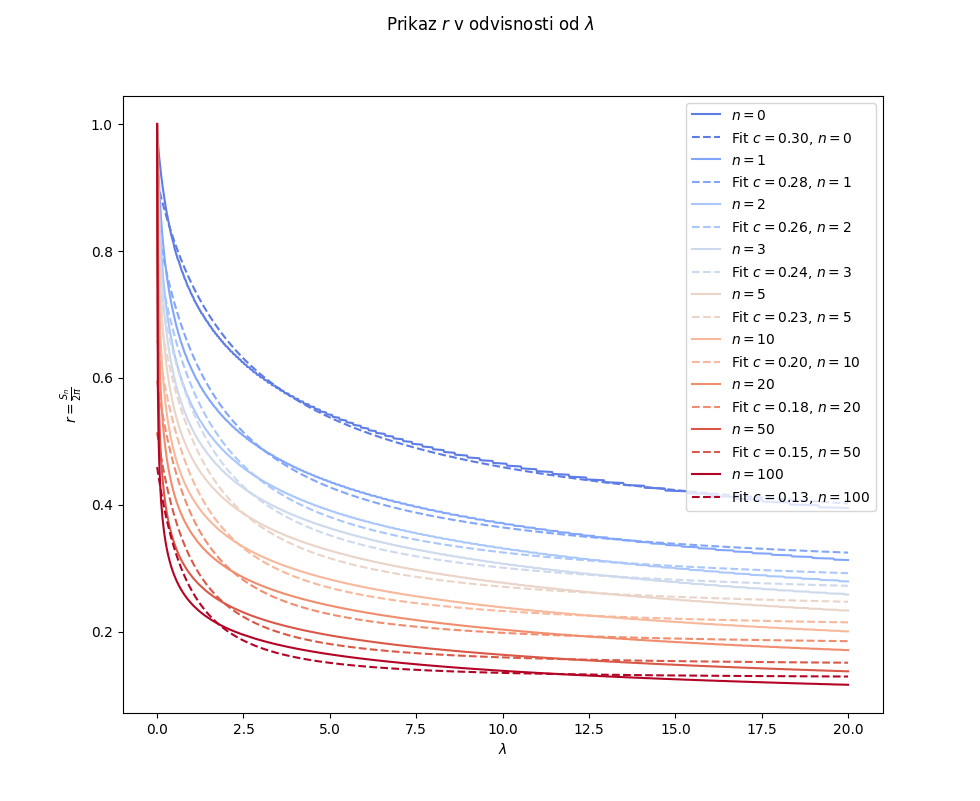 Prikaz r v odvisnosti od λ
1.0
0.8
0.6
0.4
0.2
r = S_n/2π
0.0 2.5 5.0 7.5 10.0 12.5 15.0 17.5 20.0
λ
n = 0
Fit c = 0.30, n = 0
n = 1
Fit c = 0.28, n = 1
n = 2
Fit c = 0.26, n = 2
n = 3
Fit c = 0.24, n = 3
n = 5
Fit c = 0.23, n = 5
n = 10
Fit c = 0.20, n = 10
n = 20
Fit c = 0.18, n = 20
n = 50
Fit c = 0.15, n = 50
n = 100
Fit c = 0.13, n = 100